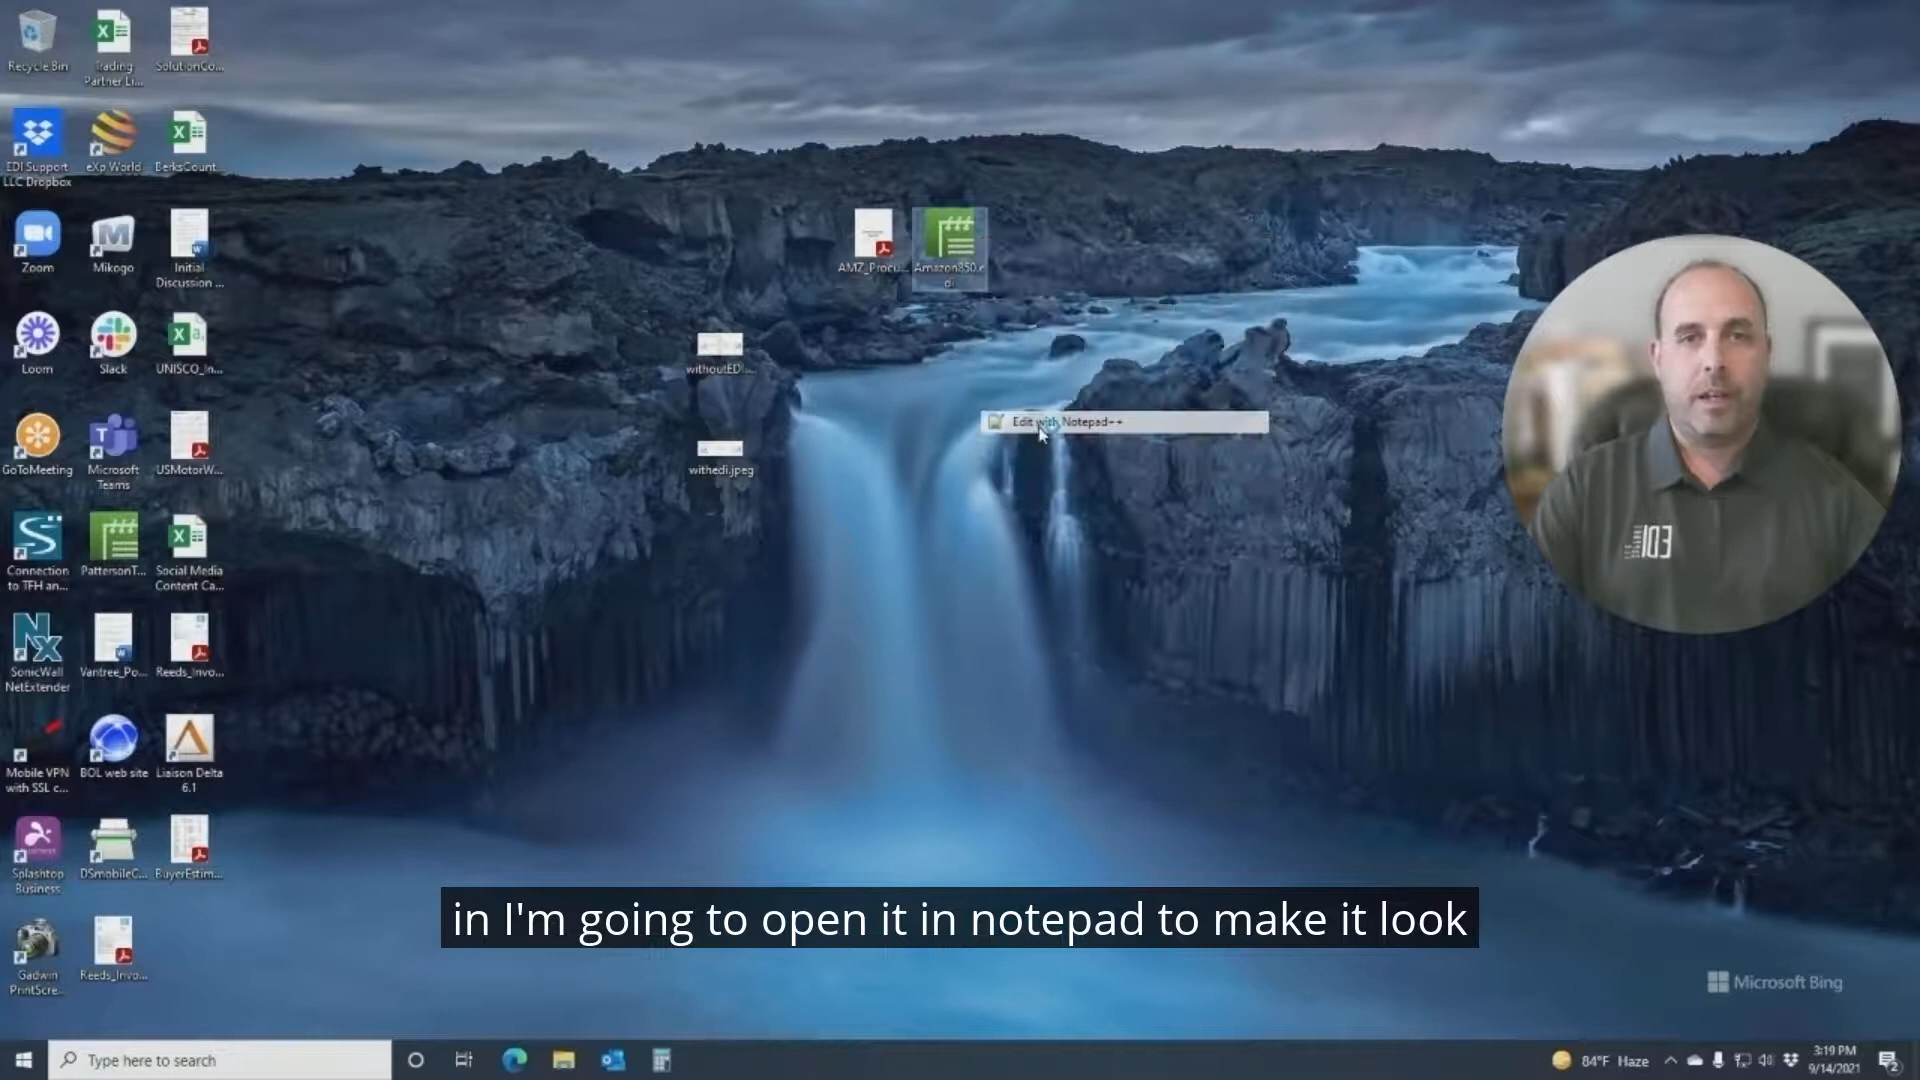 Recycle Bin
Trading
Partner Li...
SolutionCo...
EDI Support
LLC Dropbox
eXp World
BerksCount...
Zoom
Mikogo
Initial
Discussion ...
AMZ_Procu...
Amazon850.e
di
Loom
Slack
UNISCO_In...
withoutEDI....
Edit with Notepad++
GoToMeeting
Microsoft
Teams
USMotorW...
withedi.jpeg
Connection
to TFH an...
PattersonT...
Social Media
Content Ca...
103
SonicWall
NetExtender
Vantree_Po...
Reeds_Invo...
Mobile VPN
with SSL c...
BOL web site
Liaison Delta
6.1
Splashtop
Business
DSmobileC...
BuyerEstim...
in I'm going to open it in notepad to make it look
Gadwin
PrintScre...
Reeds_Invo...
Microsoft Bing
Type here to search
84°F Haze
3:19 PM
9/14/2021
2